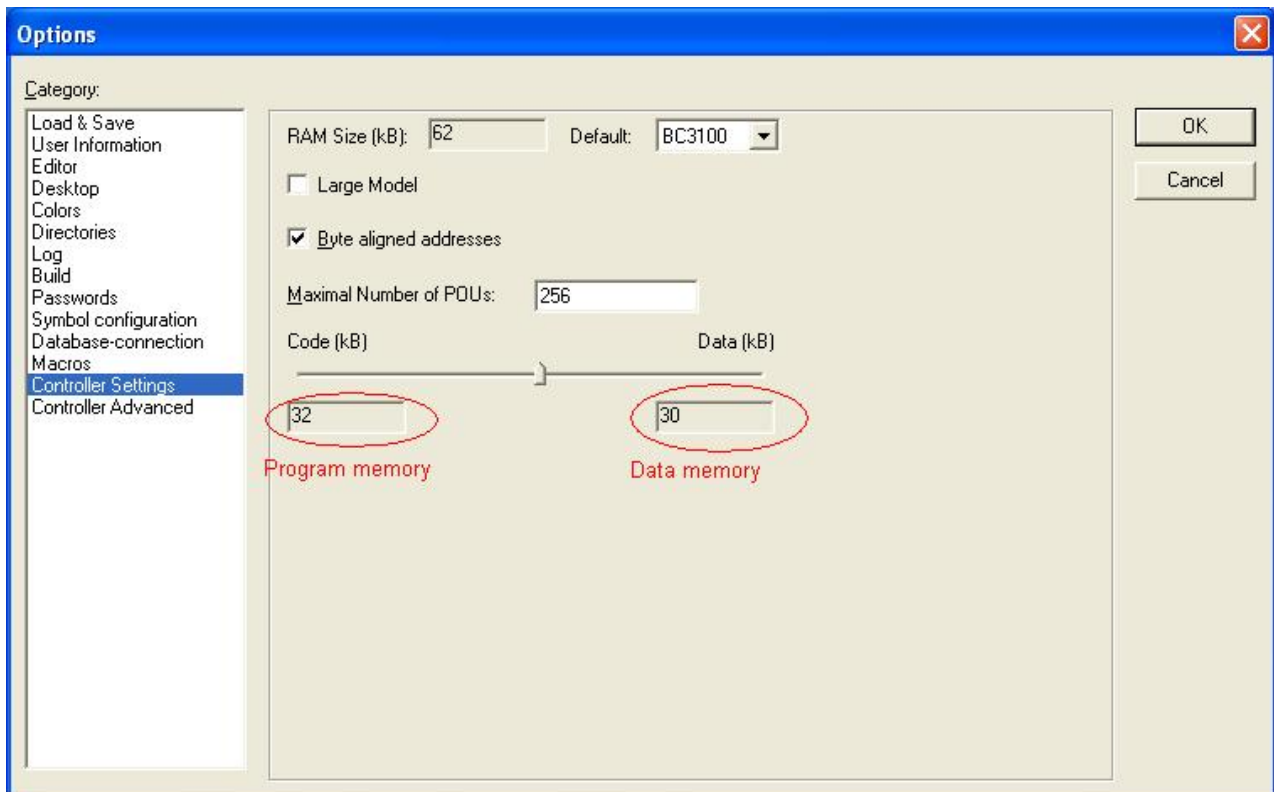 Options
Category:
Load & Save
User Information
Editor
Desktop
Colors
Directories
Log
Build
Passwords
Symbol configuration
Database-connection
Macros
Controller Settings
Controller Advanced
RAM Size (kB): 62 Default: BC3100
Large Model
Byte aligned addresses
Maximal Number of POUs: 256
Code (kB) Data (kB)
32 30
Program memory Data memory
OK
Cancel